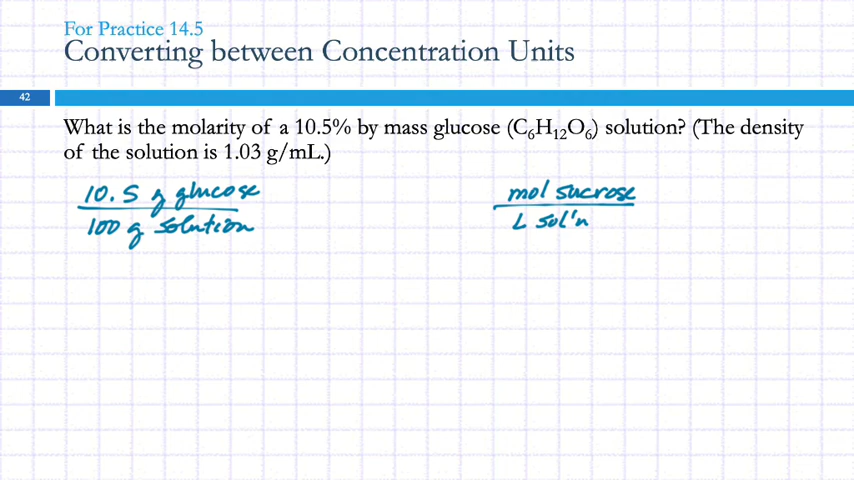 For Practice 14.5
Converting between Concentration Units
42
What is the molarity of a 10.5% by mass glucose (C₆H₁₂O₆) solution? (The density
of the solution is 1.03 g/mL.)
10.5 g glucose
100 g solution
mol sucrose
L sol'n